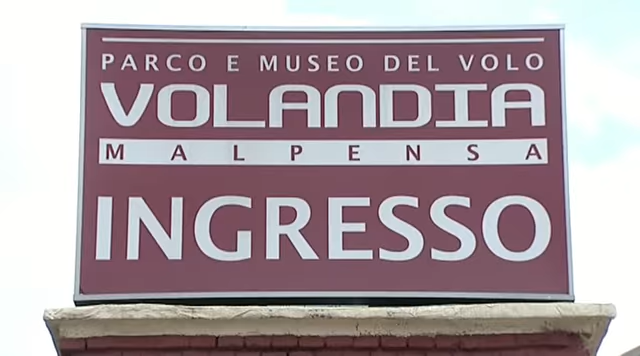 PARCO E MUSEO DEL VOLO
VOLANDIA
MALPENSA
INGRESSO